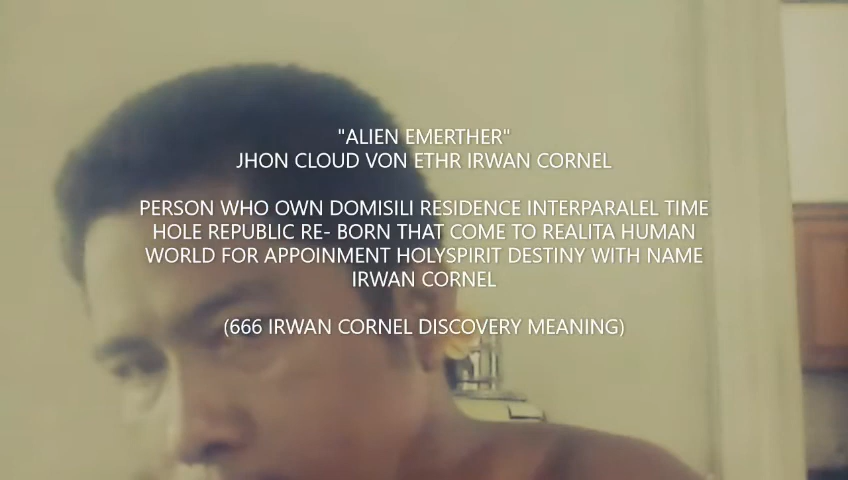 "ALIEN EMERTHER"
JHON CLOUD VON ETHR IRWAN CORNEL
PERSON WHO OWN DOMISILI RESIDENCE INTERPARALEL TIME
HOLE REPUBLIC RE- BORN THAT COME TO REALITA HUMAN
WORLD FOR APPOINMENT HOLYSPIRIT DESTINY WITH NAME
IRWAN CORNEL
(666 IRWAN CORNEL DISCOVERY MEANING)